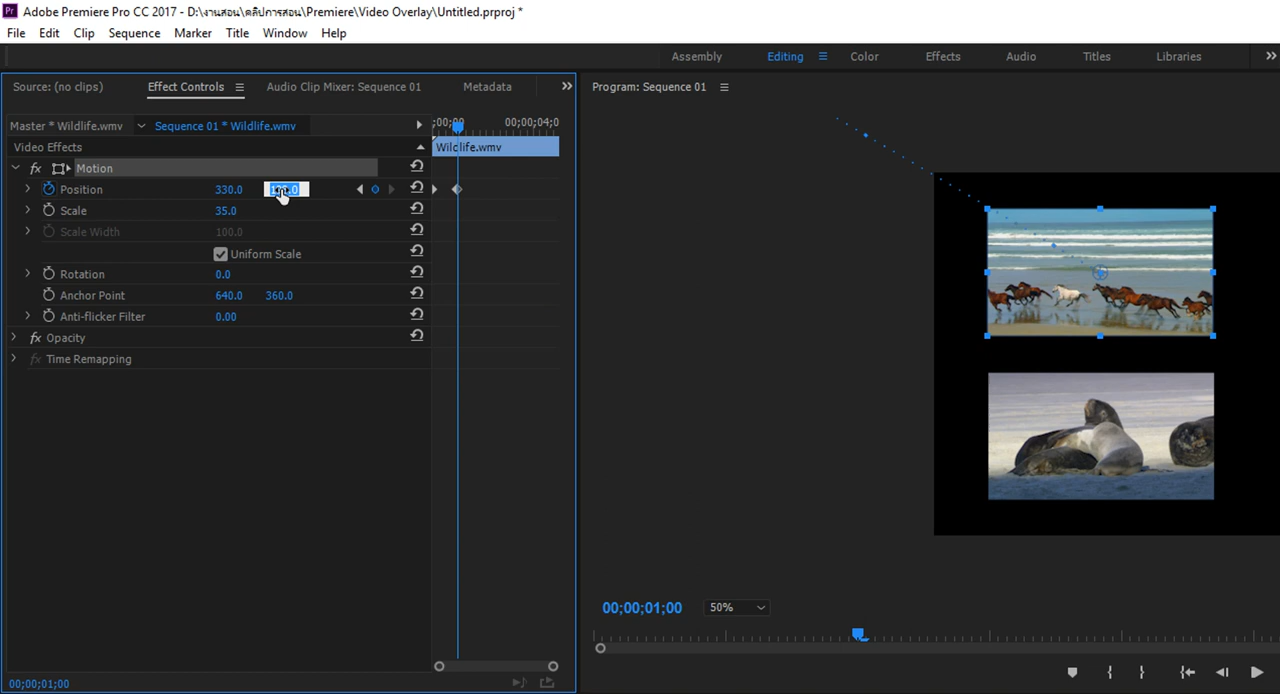 Adobe Premiere Pro CC 2017 - D:\งานสอน\คลิปการสอน\Premiere\Video Overlay\Untitled.prproj *
File Edit Clip Sequence Marker Title Window Help
Assembly Editing Color Effects Audio Titles Libraries
Source: (no clips) Effect Controls Audio Clip Mixer: Sequence 01 Metadata
Program: Sequence 01
Master * Wildlife.wmv Sequence 01 * Wildlife.wmv
;00;00 00;00;04;0
Video Effects
Wildlife.wmv
fx Motion
Position 330.0
Scale 35.0
Scale Width 100.0
Uniform Scale
Rotation 0.0
Anchor Point 640.0 360.0
Anti-flicker Filter 0.00
fx Opacity
fx Time Remapping
00;00;01;00 50%
00;00;01;00